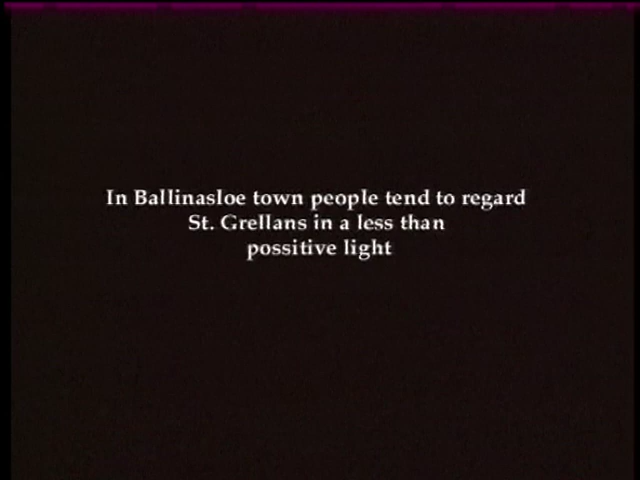 In Ballinasloe town people tend to regard
St. Grellans in a less than
possitive light